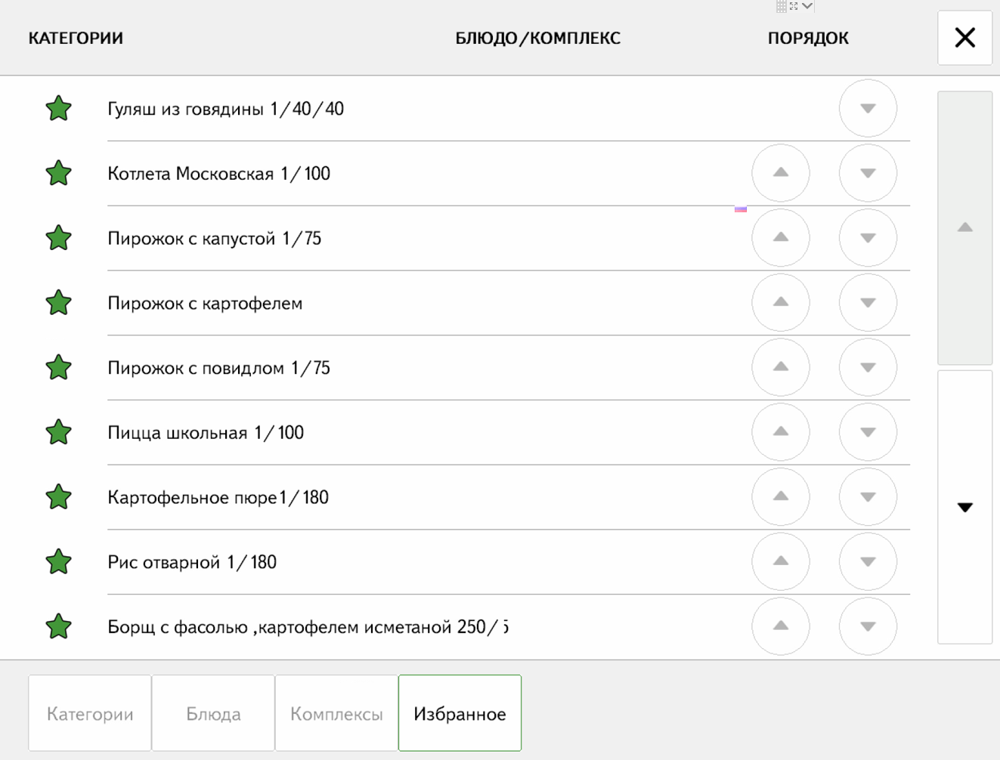 КАТЕГОРИИ БЛЮДО/КОМПЛЕКС ПОРЯДОК
Гуляш из говядины 1/40/40
Котлета Московская 1/100
Пирожок с капустой 1/75
Пирожок с картофелем
Пирожок с повидлом 1/75
Пицца школьная 1/100
Картофельное пюре1/180
Рис отварной 1/180
Борщ с фасолью ,картофелем исметаной 250/5
Категории Блюда Комплексы Избранное